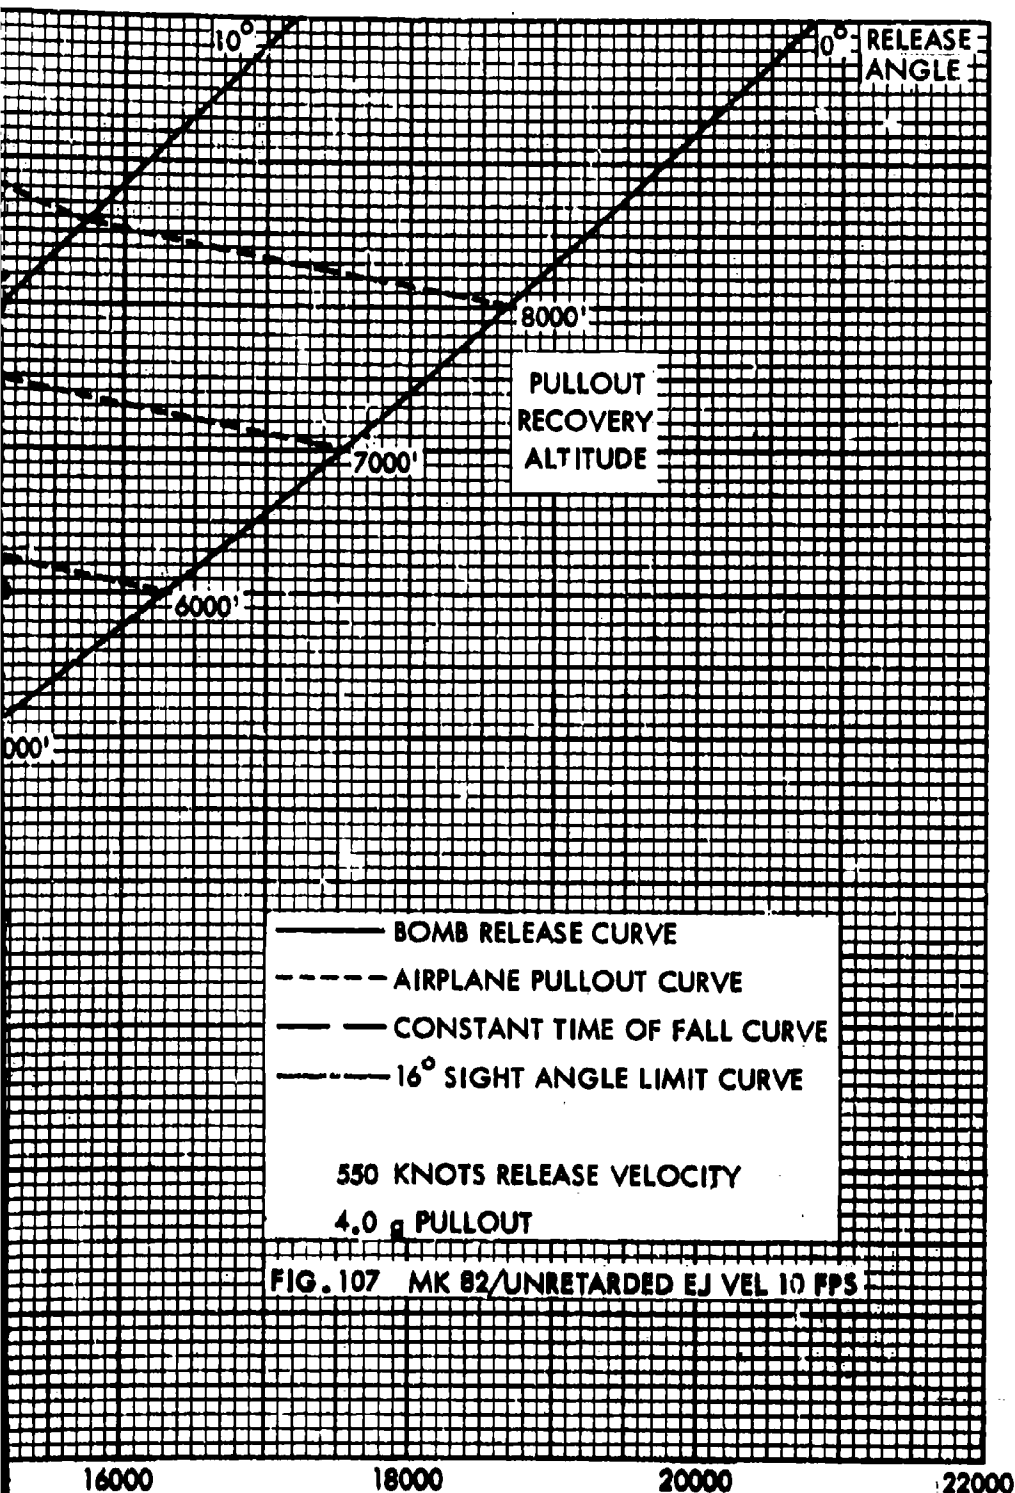 10°
0°
RELEASE
ANGLE
8000'
PULLOUT
RECOVERY
ALTITUDE
7000'
6000'
000'
BOMB RELEASE CURVE
AIRPLANE PULLOUT CURVE
CONSTANT TIME OF FALL CURVE
16° SIGHT ANGLE LIMIT CURVE
550 KNOTS RELEASE VELOCITY
4.0 g PULLOUT
FIG. 107 MK 82/UNRETARDED EJ VEL 10 FPS
16000 18000 20000 22000